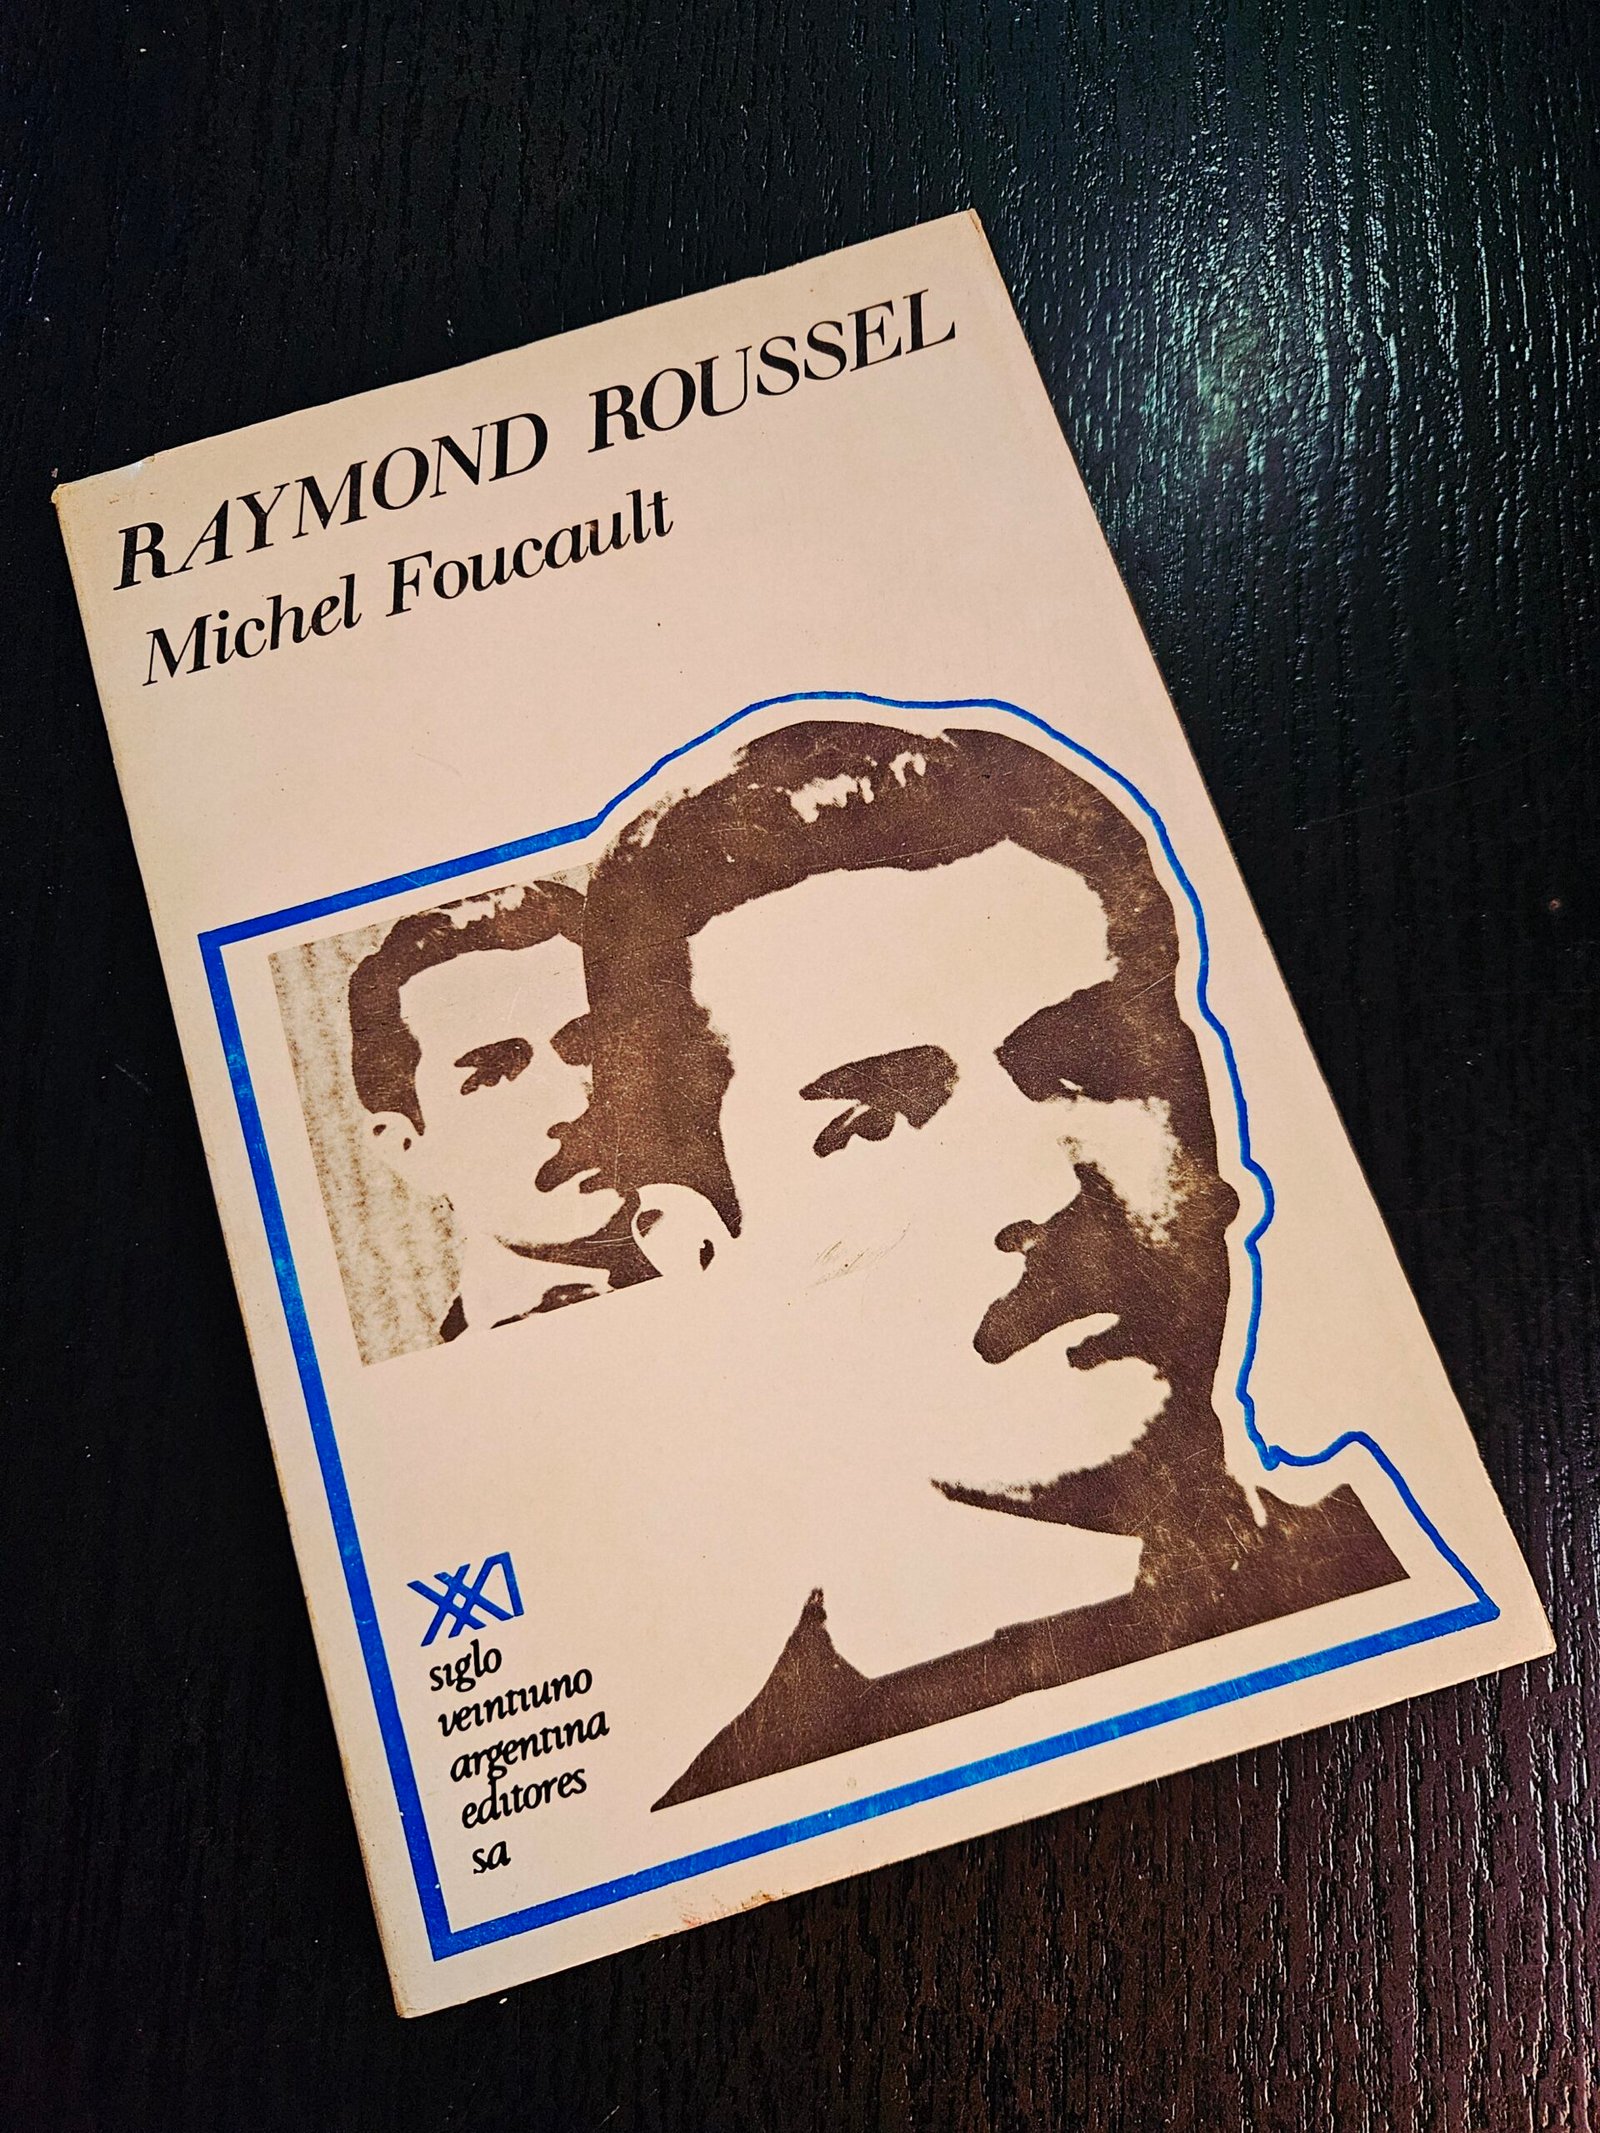 RAYMOND ROUSSEL
Michel Foucault
siglo
veintiuno
argentina
editores
sa